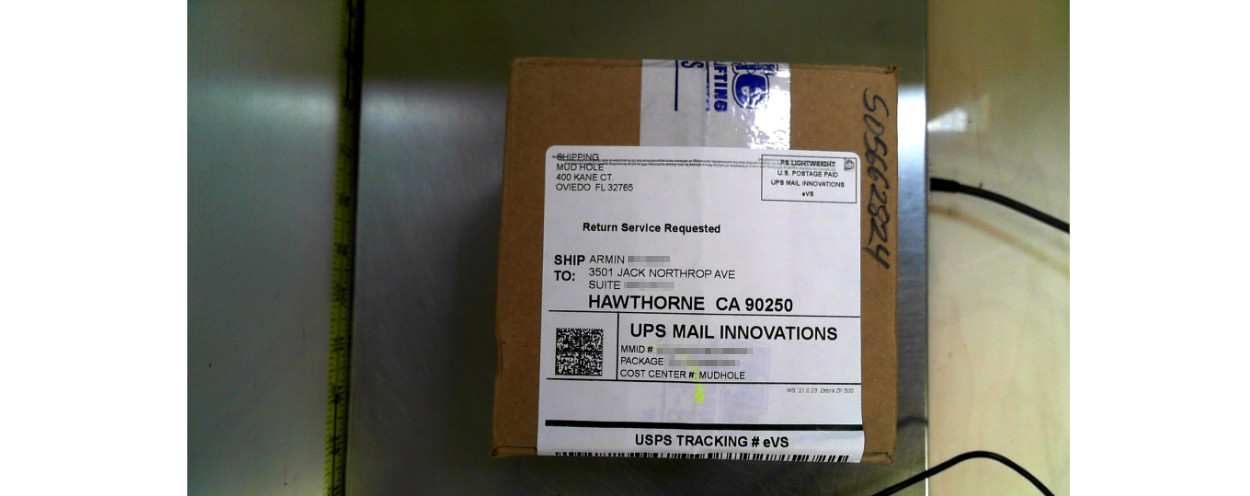 SHIPPING
MUD HOLE
400 KANE CT.
OVIEDO FL 32765
PS LIGHTWEIGHT
U.S. POSTAGE PAID
UPS MAIL INNOVATIONS
eVS
Return Service Requested
SHIP TO:
ARMIN
3501 JACK NORTHROP AVE
SUITE
HAWTHORNE CA 90250
UPS MAIL INNOVATIONS
MMID #
PACKAGE
COST CENTER #: MUDHOLE
USPS TRACKING # eVS